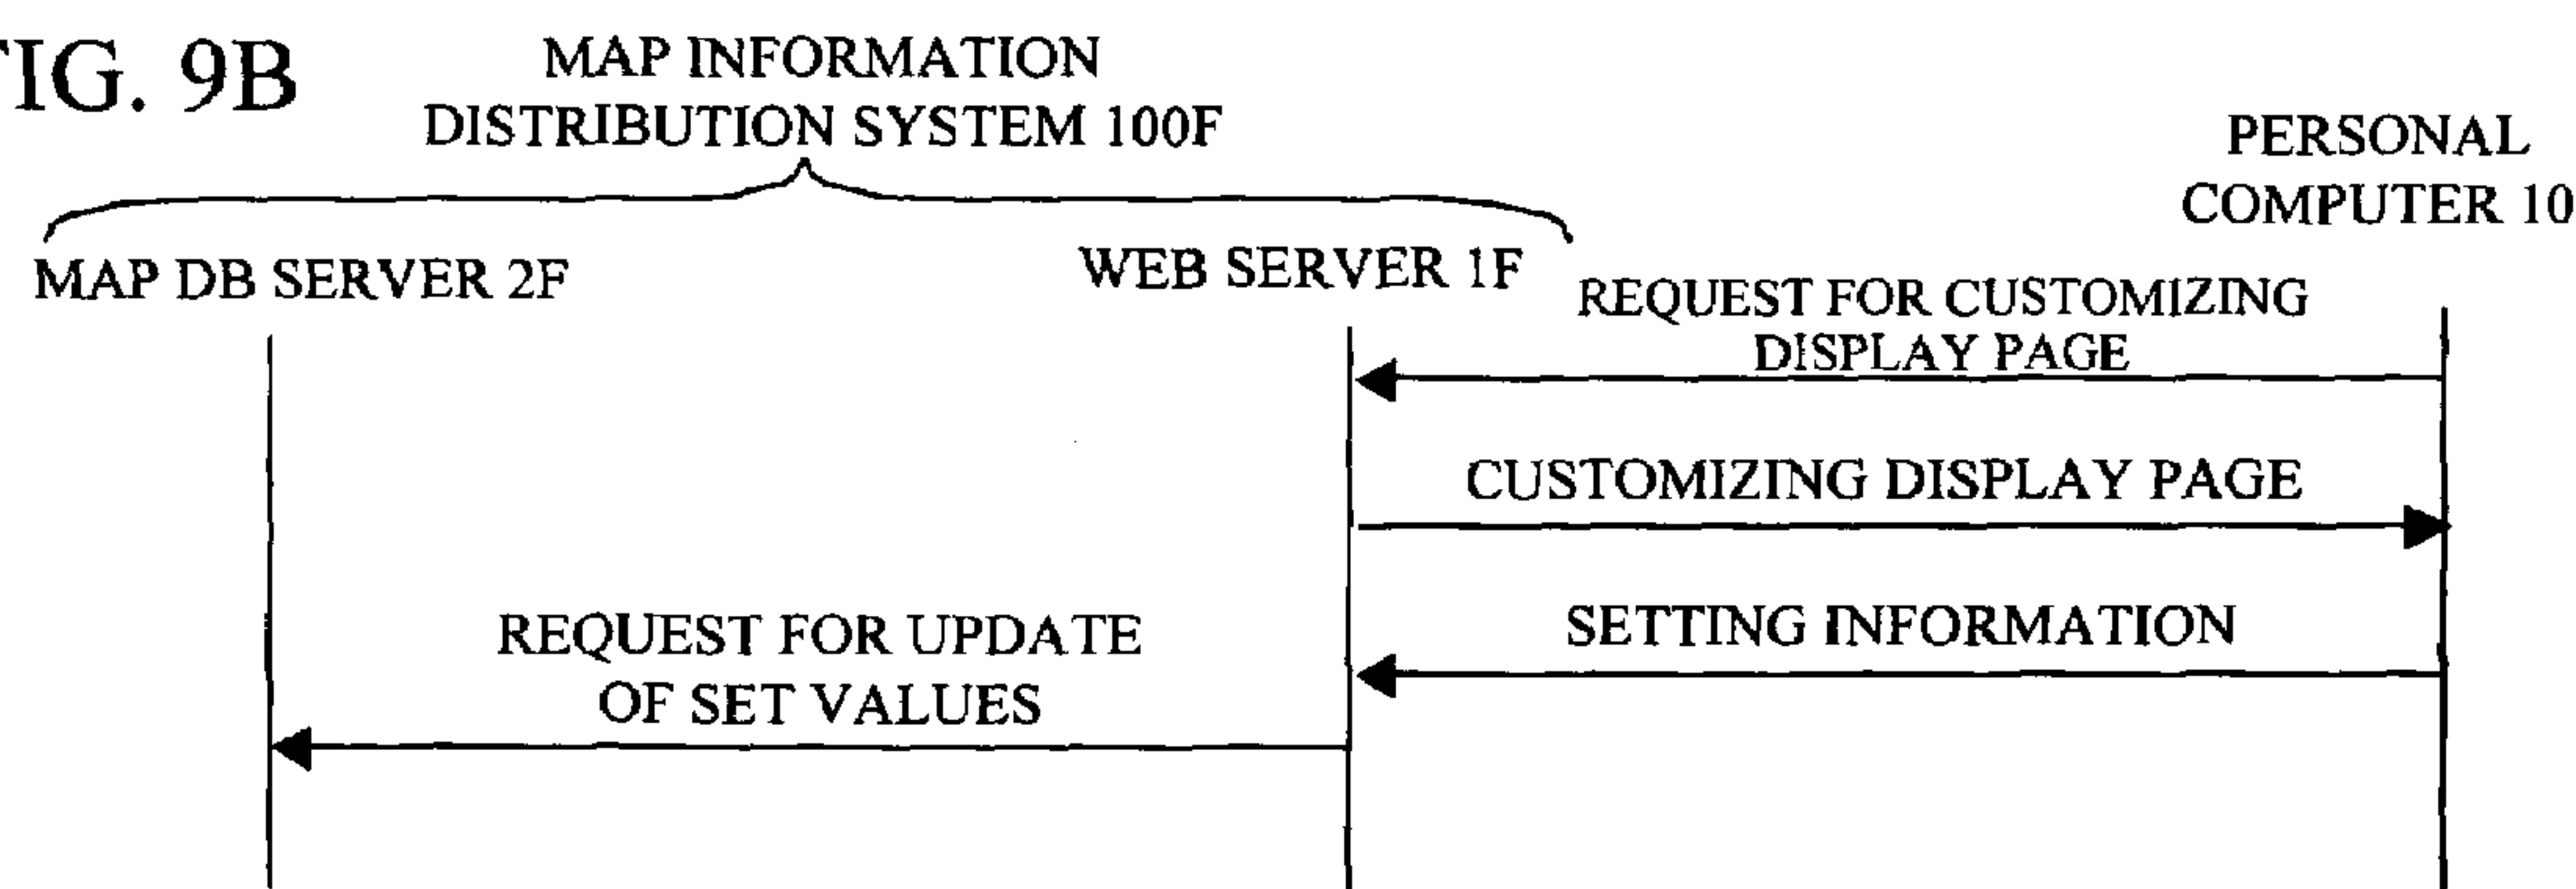 FIG. 9B
MAP INFORMATION
DISTRIBUTION SYSTEM 100F
PERSONAL
COMPUTER 10
MAP DB SERVER 2F
WEB SERVER 1F
REQUEST FOR CUSTOMIZING
DISPLAY PAGE
CUSTOMIZING DISPLAY PAGE
SETTING INFORMATION
REQUEST FOR UPDATE
OF SET VALUES